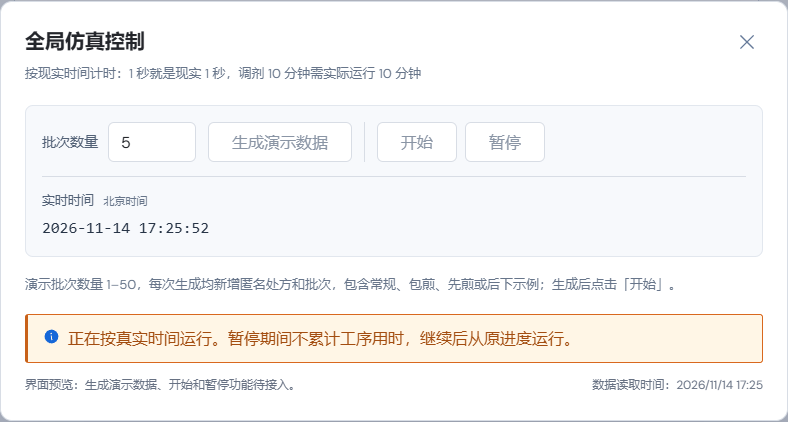 全局仿真控制
按现实时间计时：1 秒就是现实 1 秒，调剂 10 分钟需实际运行 10 分钟
批次数量 5 生成演示数据 开始 暂停
实时时间 北京时间
2026-11-14 17:25:52
演示批次数量 1–50，每次生成均新增匿名处方和批次，包含常规、包煎、先煎或后下示例；生成后点击「开始」。
正在按真实时间运行。暂停期间不累计工序用时，继续后从原进度运行。
界面预览：生成演示数据、开始和暂停功能待接入。 数据读取时间：2026/11/14 17:25